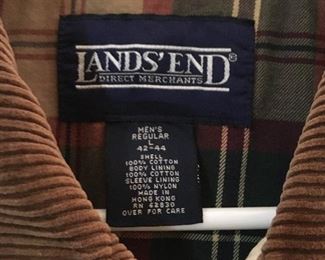 LANDS' END®
DIRECT MERCHANTS
MEN'S
REGULAR
L
42-44
SHELL
100% COTTON
BODY LINING
100% COTTON
SLEEVE LINING
100% NYLON
MADE IN
HONG KONG
RN 62830
OVER FOR CARE